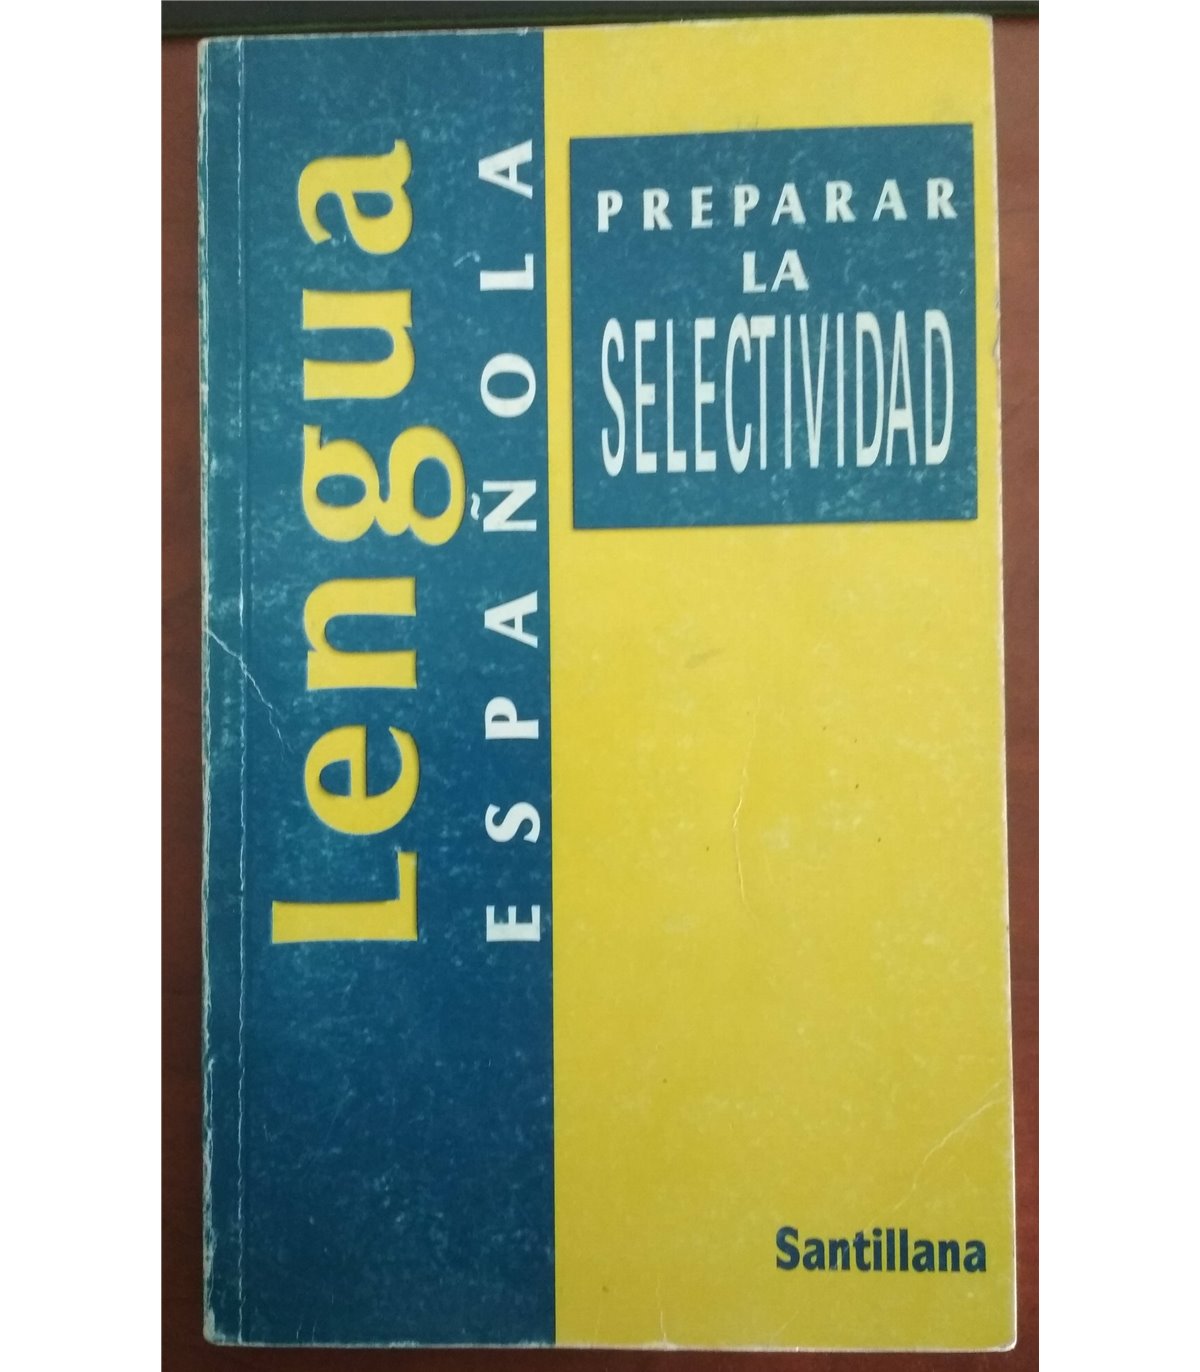 Lengua
ESPAÑOLA
PREPARAR
LA
SELECTIVIDAD
Santillana